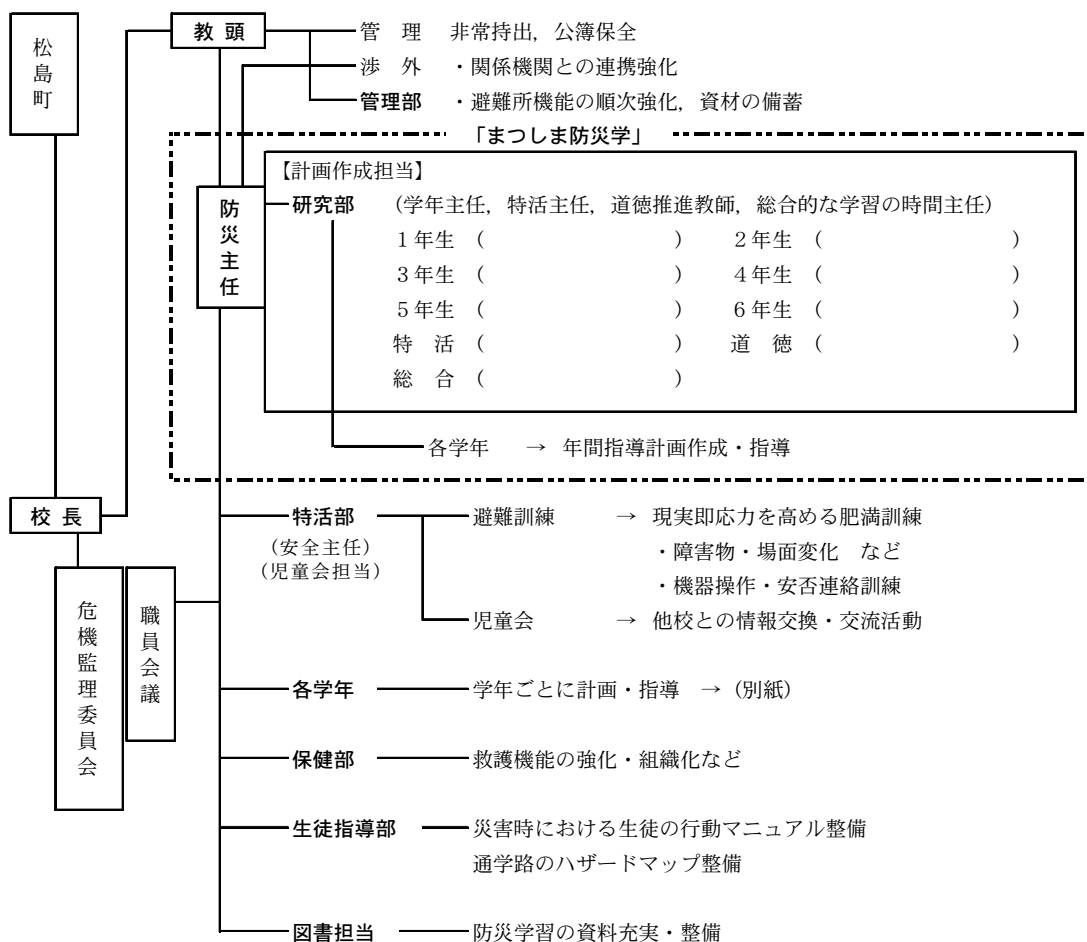 松島町
教 頭
管　理　非常持出，公簿保全
渉　外　・関係機関との連携強化
管理部　・避難所機能の順次強化，資材の備蓄
「まつしま防災学」
防災主任
【計画作成担当】
研究部　（学年主任，特活主任，道徳推進教師，総合的な学習の時間主任）
１年生（　　　　　　　　　）　２年生（　　　　　　　　　）
３年生（　　　　　　　　　）　４年生（　　　　　　　　　）
５年生（　　　　　　　　　）　６年生（　　　　　　　　　）
特　活（　　　　　　　　　）　道　徳（　　　　　　　　　）
総　合（　　　　　　　　　）
各学年　→　年間指導計画作成・指導
校 長
危機監理委員会
職員会議
特活部
（安全主任）
（児童会担当）
避難訓練　→　現実即応力を高める肥満訓練
・障害物・場面変化　など
・機器操作・安否連絡訓練
児童会　→　他校との情報交換・交流活動
各学年　学年ごとに計画・指導　→（別紙）
保健部　救護機能の強化・組織化など
生徒指導部　災害時における生徒の行動マニュアル整備
通学路のハザードマップ整備
図書担当　防災学習の資料充実・整備